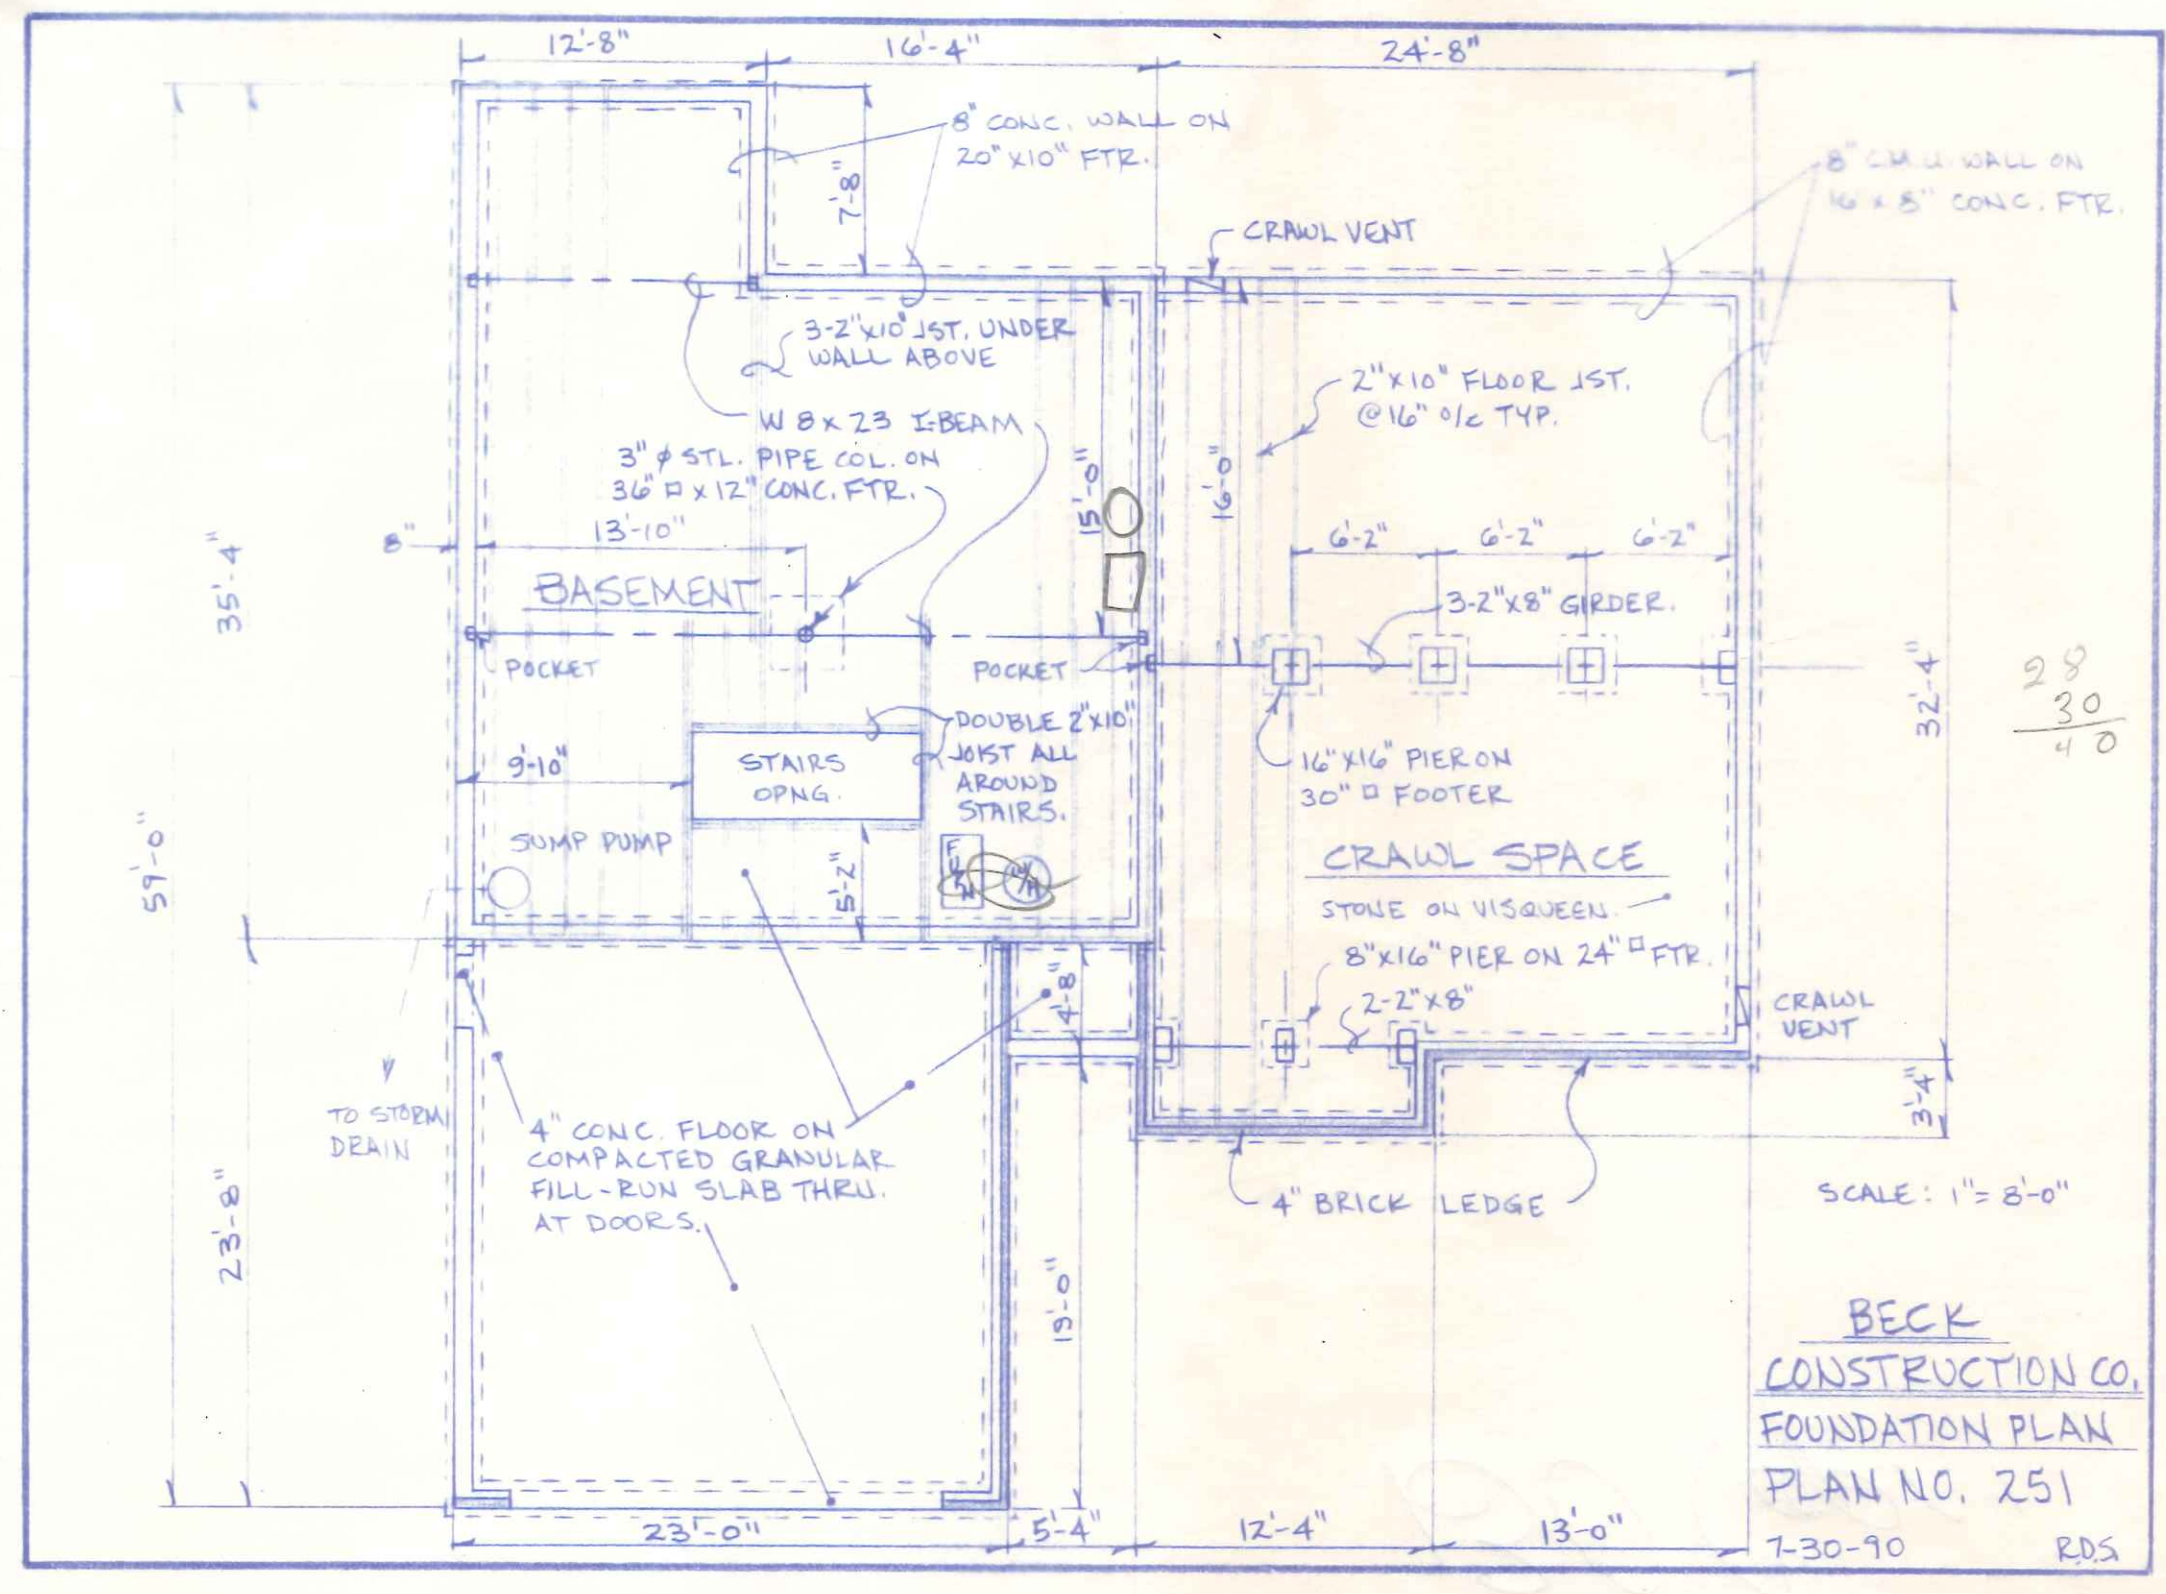 12'-8"
16'-4"
24'-8"
8" CONC. WALL ON
20"X10" FTR.
8" C.M.U. WALL ON
16 x 8" CONC. FTR.
7'-8"
CRAWL VENT
3-2"X10" JST. UNDER
WALL ABOVE
2"X10" FLOOR JST.
@16" o/c TYP.
W 8 x 23 I-BEAM
3" φ STL. PIPE COL. ON
36" □ x 12" CONC. FTR.
15'-0"
16'-0"
13'-10"
8"
6'-2"
6'-2"
6'-2"
35'-4"
BASEMENT
3-2"X8" GIRDER.
POCKET
POCKET
32'-4"
28
30
40
DOUBLE 2"X10"
JOIST ALL
AROUND
STAIRS.
9'-10"
STAIRS
OPNG.
16"X16" PIER ON
30" □ FOOTER
59'-0"
SUMP PUMP
5'-2"
FURN
W/H
CRAWL SPACE
STONE ON VISQUEEN.
8"X16" PIER ON 24" □ FTR.
4'-8"
2-2"X8"
CRAWL
VENT
3'-4"
TO STORM
DRAIN
4" CONC. FLOOR ON
COMPACTED GRANULAR
FILL-RUN SLAB THRU.
AT DOORS.
23'-8"
4" BRICK LEDGE
SCALE: 1"= 8'-0"
19'-0"
BECK
CONSTRUCTION CO.
FOUNDATION PLAN
PLAN NO. 251
23'-0"
5'-4"
12'-4"
13'-0"
7-30-90
R.D.S.